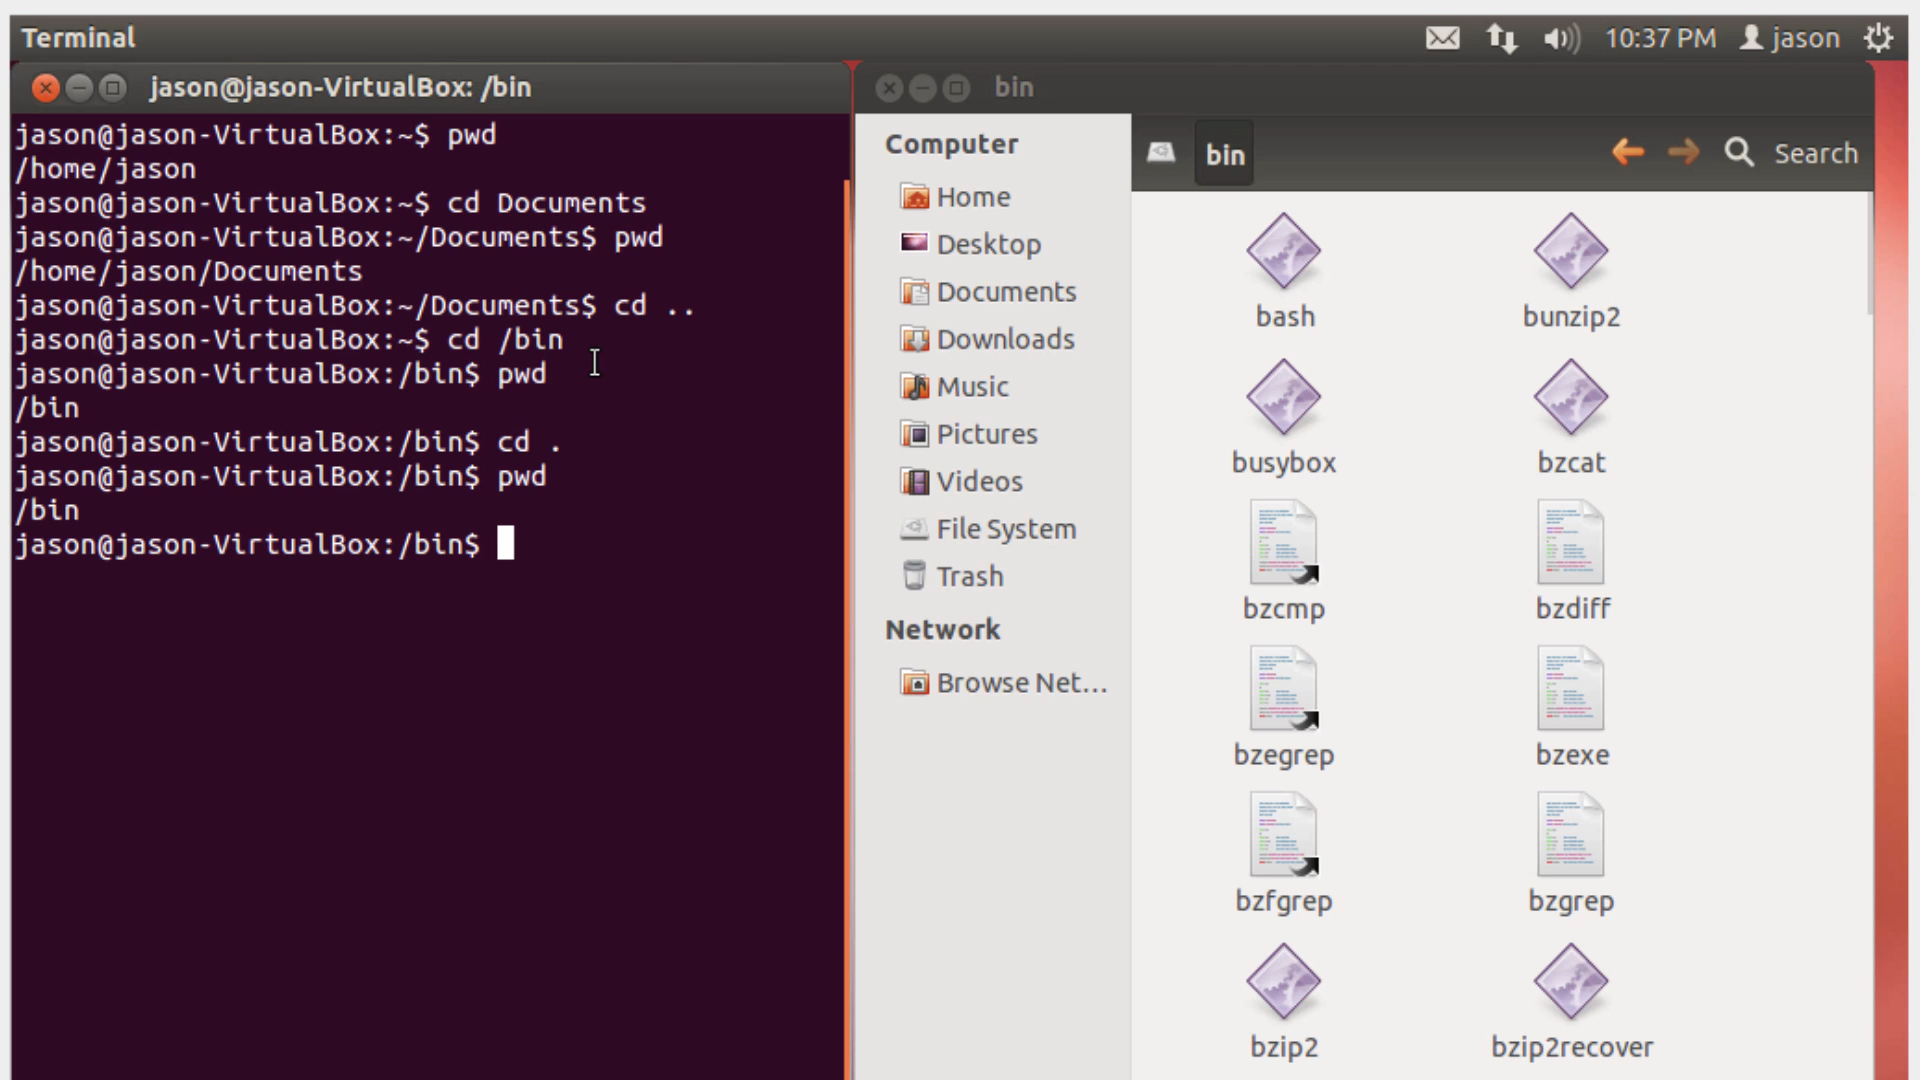 Terminal
10:37 PM jason
jason@jason-VirtualBox: /bin
jason@jason-VirtualBox:~$ pwd
/home/jason
jason@jason-VirtualBox:~$ cd Documents
jason@jason-VirtualBox:~/Documents$ pwd
/home/jason/Documents
jason@jason-VirtualBox:~/Documents$ cd ..
jason@jason-VirtualBox:~$ cd /bin
jason@jason-VirtualBox:/bin$ pwd
/bin
jason@jason-VirtualBox:/bin$ cd .
jason@jason-VirtualBox:/bin$ pwd
/bin
jason@jason-VirtualBox:/bin$
bin
Computer
Home
Desktop
Documents
Downloads
Music
Pictures
Videos
File System
Trash
Network
Browse Net...
bin
Search
bash bunzip2
busybox bzcat
bzcmp bzdiff
bzegrep bzexe
bzfgrep bzgrep
bzip2 bzip2recover